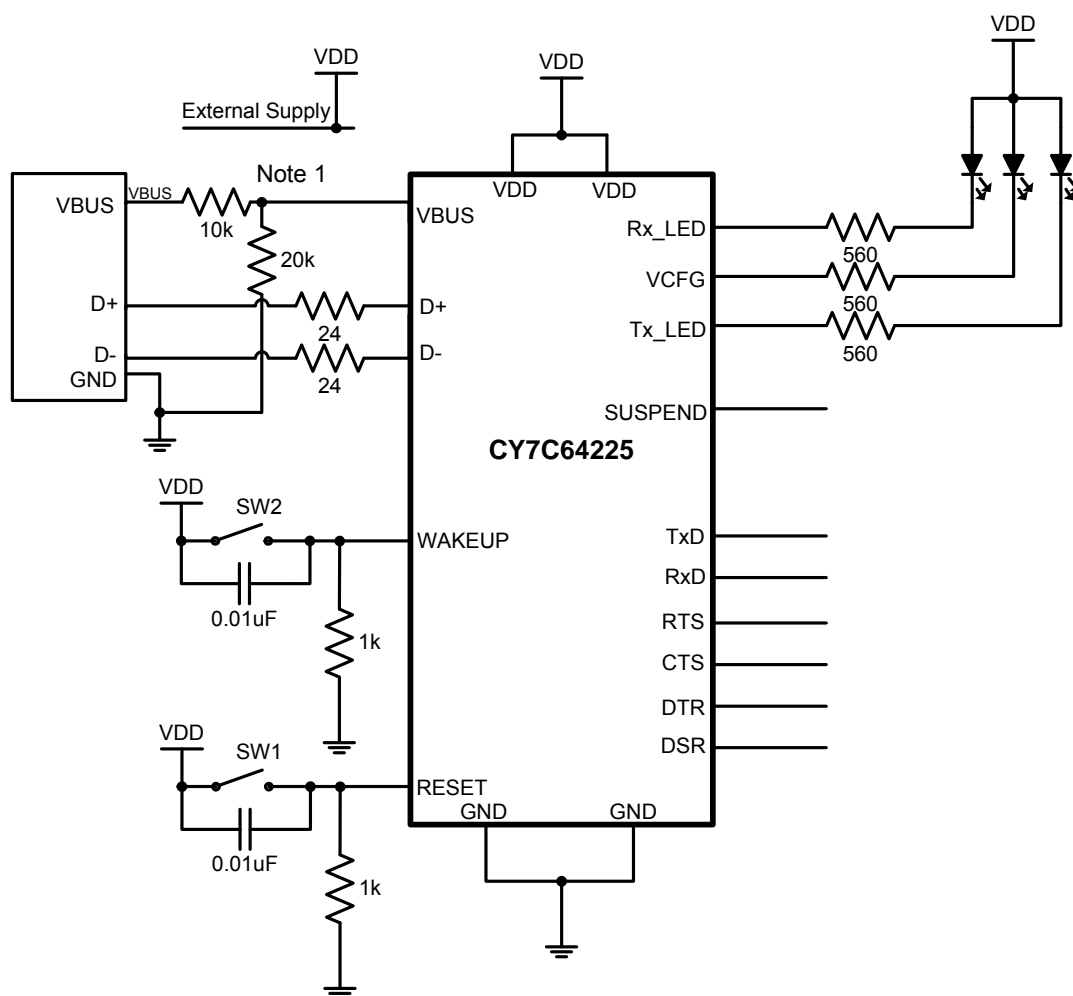 VDD
VDD
VDD
External Supply
Note 1
VDD
VDD
VBUS
VBUS
VBUS
10k
20k
Rx_LED
560
VCFG
560
Tx_LED
560
D+
D+
24
D-
D-
24
GND
SUSPEND
CY7C64225
VDD
SW2
WAKEUP
0.01uF
1k
TxD
RxD
RTS
CTS
DTR
DSR
VDD
SW1
RESET
0.01uF
1k
GND
GND